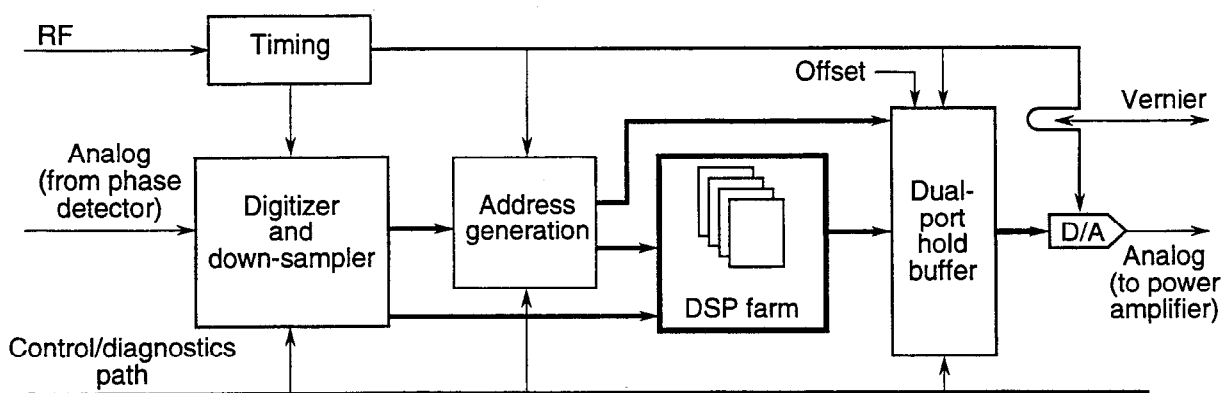 RF
Timing
Offset
Vernier
Analog
(from phase
detector)
Digitizer
and
down-sampler
Address
generation
DSP farm
Dual-
port
hold
buffer
D/A
Analog
(to power
amplifier)
Control/diagnostics
path